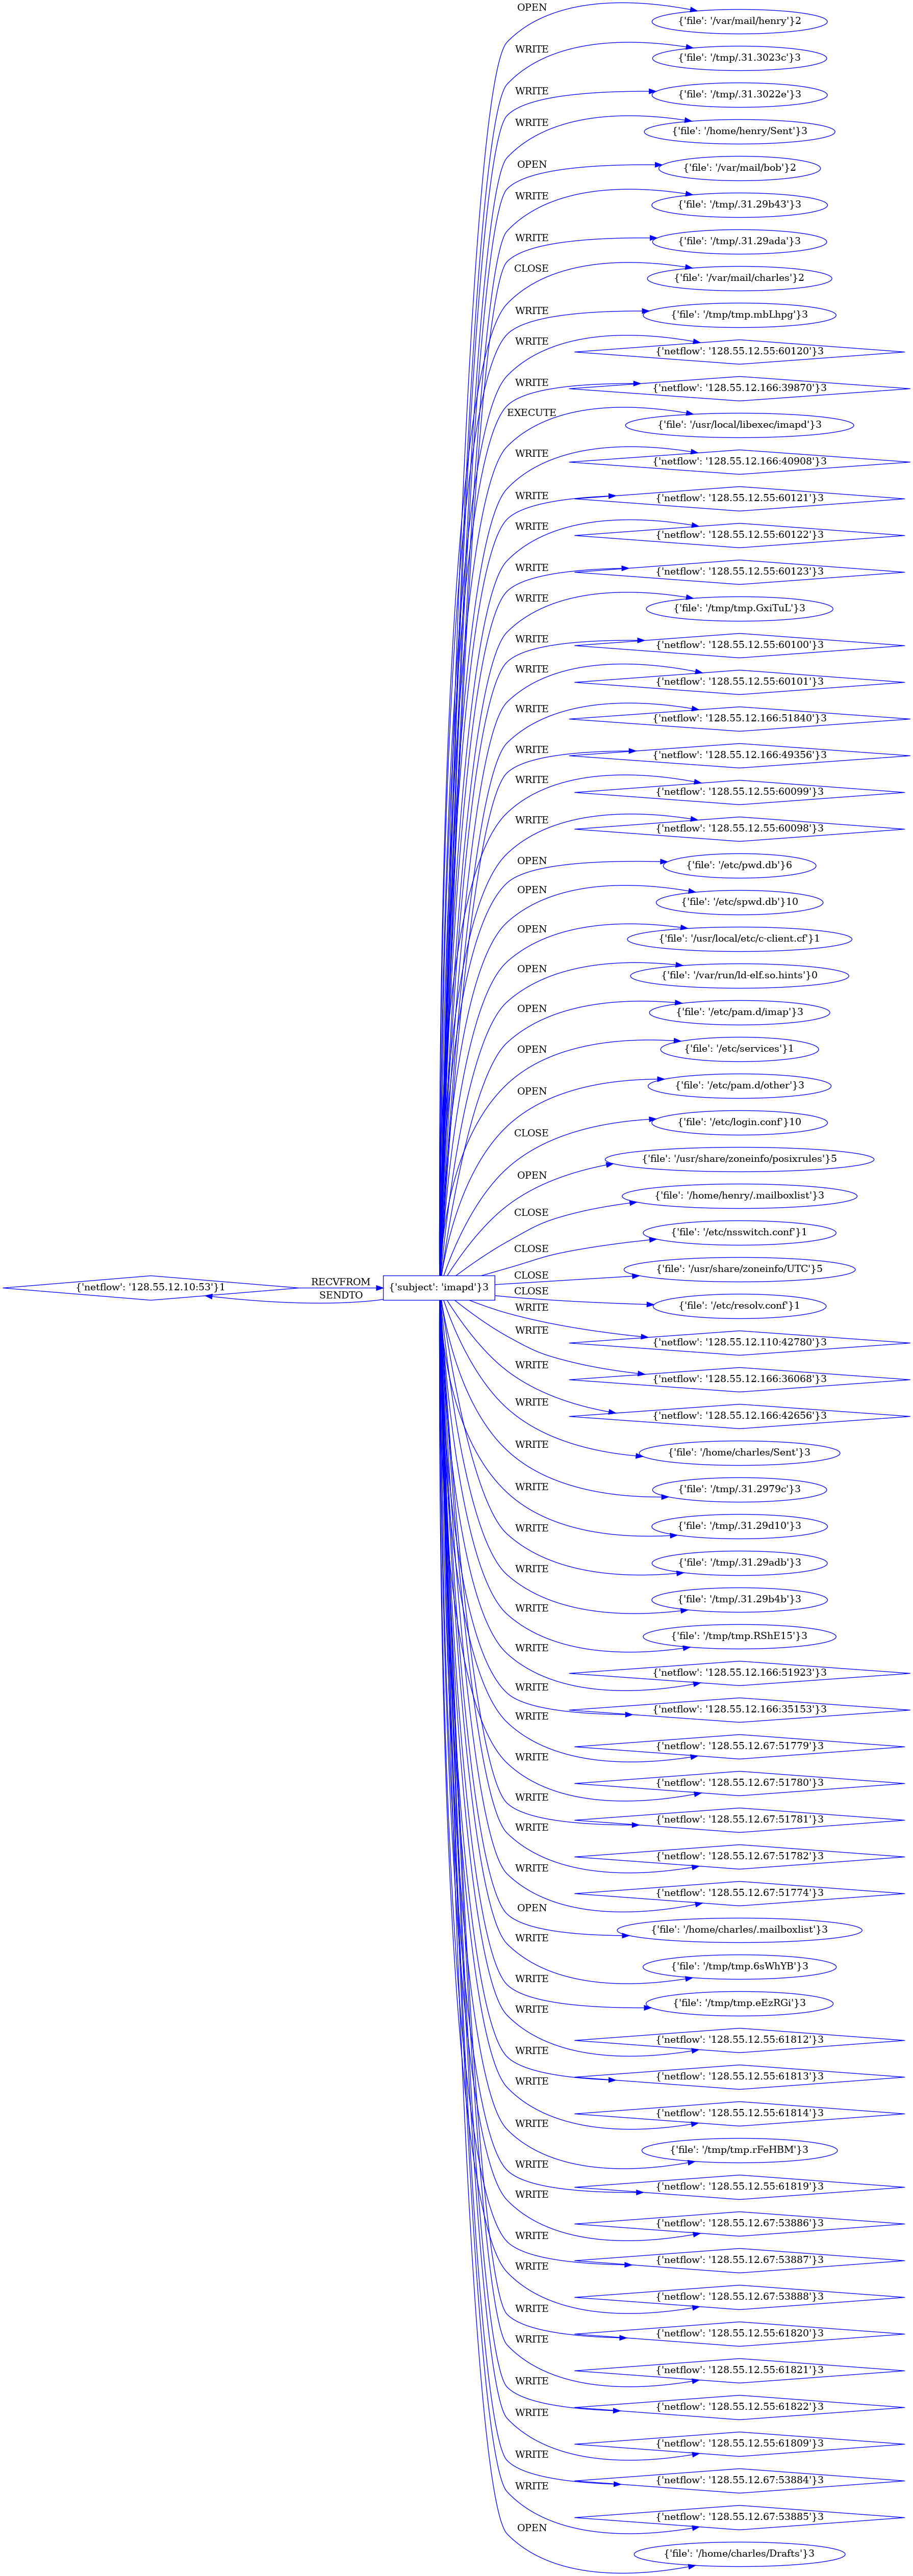 OPEN
{'file': '/var/mail/henry'}2
WRITE
{'file': '/tmp/.31.3023c'}3
WRITE
{'file': '/tmp/.31.3022e'}3
WRITE
{'file': '/home/henry/Sent'}3
OPEN
{'file': '/var/mail/bob'}2
WRITE
{'file': '/tmp/.31.29b43'}3
WRITE
{'file': '/tmp/.31.29ada'}3
CLOSE
{'file': '/var/mail/charles'}2
WRITE
{'file': '/tmp/tmp.mbLhpg'}3
WRITE
{'netflow': '128.55.12.55:60120'}3
WRITE
{'netflow': '128.55.12.166:39870'}3
EXECUTE
{'file': '/usr/local/libexec/imapd'}3
WRITE
{'netflow': '128.55.12.166:40908'}3
WRITE
{'netflow': '128.55.12.55:60121'}3
WRITE
{'netflow': '128.55.12.55:60122'}3
WRITE
{'netflow': '128.55.12.55:60123'}3
WRITE
{'file': '/tmp/tmp.GxiTuL'}3
WRITE
{'netflow': '128.55.12.55:60100'}3
WRITE
{'netflow': '128.55.12.55:60101'}3
WRITE
{'netflow': '128.55.12.166:51840'}3
WRITE
{'netflow': '128.55.12.166:49356'}3
WRITE
{'netflow': '128.55.12.55:60099'}3
WRITE
{'netflow': '128.55.12.55:60098'}3
OPEN
{'file': '/etc/pwd.db'}6
OPEN
{'file': '/etc/spwd.db'}10
OPEN
{'file': '/usr/local/etc/c-client.cf'}1
OPEN
{'file': '/var/run/ld-elf.so.hints'}0
OPEN
{'file': '/etc/pam.d/imap'}3
OPEN
{'file': '/etc/services'}1
OPEN
{'file': '/etc/pam.d/other'}3
CLOSE
{'file': '/etc/login.conf'}10
OPEN
{'file': '/usr/share/zoneinfo/posixrules'}5
CLOSE
{'file': '/home/henry/.mailboxlist'}3
CLOSE
{'file': '/etc/nsswitch.conf'}1
CLOSE
{'file': '/usr/share/zoneinfo/UTC'}5
{'netflow': '128.55.12.10:53'}1
RECVFROM
SENDTO
{'subject': 'imapd'}3
CLOSE
{'file': '/etc/resolv.conf'}1
WRITE
{'netflow': '128.55.12.110:42780'}3
WRITE
{'netflow': '128.55.12.166:36068'}3
WRITE
{'netflow': '128.55.12.166:42656'}3
WRITE
{'file': '/home/charles/Sent'}3
WRITE
{'file': '/tmp/.31.2979c'}3
WRITE
{'file': '/tmp/.31.29d10'}3
WRITE
{'file': '/tmp/.31.29adb'}3
WRITE
{'file': '/tmp/.31.29b4b'}3
WRITE
{'file': '/tmp/tmp.RShE15'}3
WRITE
{'netflow': '128.55.12.166:51923'}3
WRITE
{'netflow': '128.55.12.166:35153'}3
WRITE
{'netflow': '128.55.12.67:51779'}3
WRITE
{'netflow': '128.55.12.67:51780'}3
WRITE
{'netflow': '128.55.12.67:51781'}3
WRITE
{'netflow': '128.55.12.67:51782'}3
WRITE
{'netflow': '128.55.12.67:51774'}3
OPEN
{'file': '/home/charles/.mailboxlist'}3
WRITE
{'file': '/tmp/tmp.6sWhYB'}3
WRITE
{'file': '/tmp/tmp.eEzRGi'}3
WRITE
{'netflow': '128.55.12.55:61812'}3
WRITE
{'netflow': '128.55.12.55:61813'}3
WRITE
{'netflow': '128.55.12.55:61814'}3
WRITE
{'file': '/tmp/tmp.rFeHBM'}3
WRITE
{'netflow': '128.55.12.55:61819'}3
WRITE
{'netflow': '128.55.12.67:53886'}3
WRITE
{'netflow': '128.55.12.67:53887'}3
WRITE
{'netflow': '128.55.12.67:53888'}3
WRITE
{'netflow': '128.55.12.55:61820'}3
WRITE
{'netflow': '128.55.12.55:61821'}3
WRITE
{'netflow': '128.55.12.55:61822'}3
WRITE
{'netflow': '128.55.12.55:61809'}3
WRITE
{'netflow': '128.55.12.67:53884'}3
WRITE
{'netflow': '128.55.12.67:53885'}3
OPEN
{'file': '/home/charles/Drafts'}3